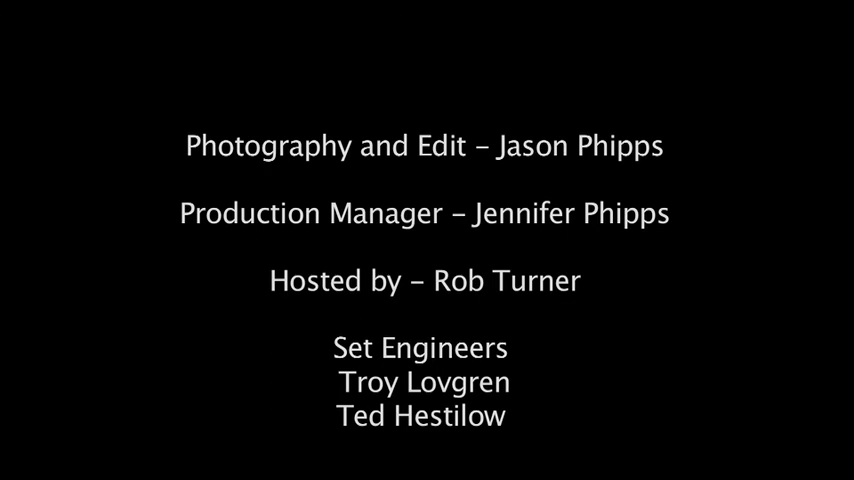 Photography and Edit - Jason Phipps
Production Manager - Jennifer Phipps
Hosted by - Rob Turner
Set Engineers
Troy Lovgren
Ted Hestilow